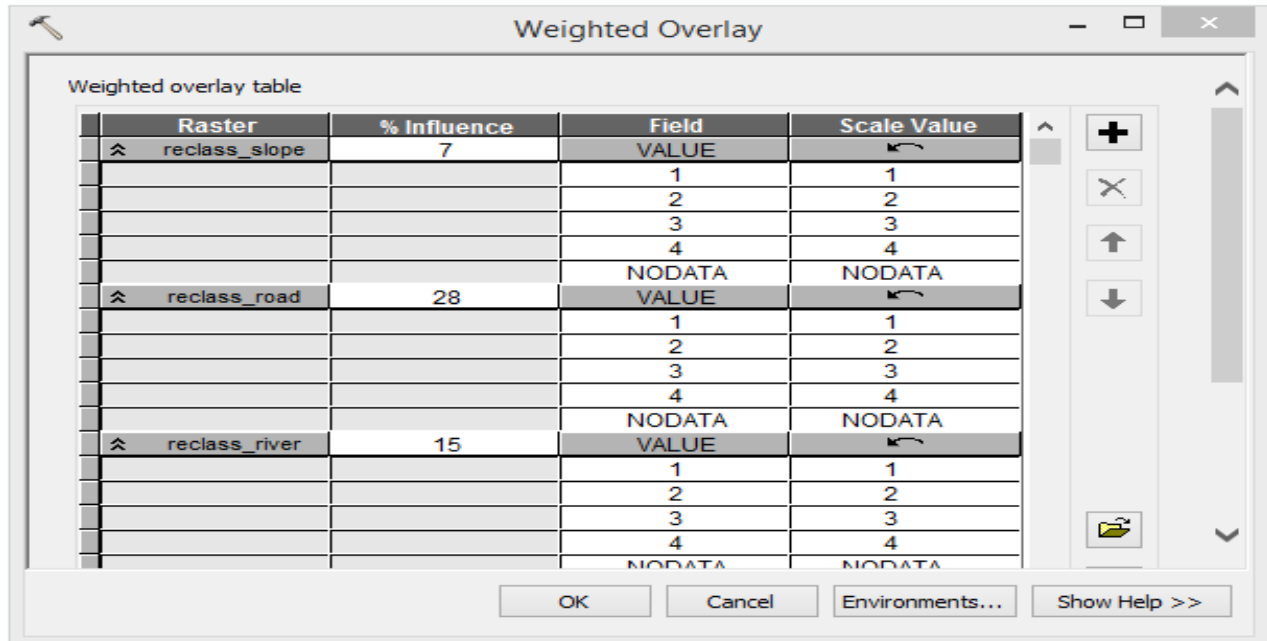 Weighted Overlay
Weighted overlay table
Raster % Influence Field Scale Value
reclass_slope 7 VALUE
1 1
2 2
3 3
4 4
NODATA NODATA
reclass_road 28 VALUE
1 1
2 2
3 3
4 4
NODATA NODATA
reclass_river 15 VALUE
1 1
2 2
3 3
4 4
NODATA NODATA
OK Cancel Environments... Show Help >>